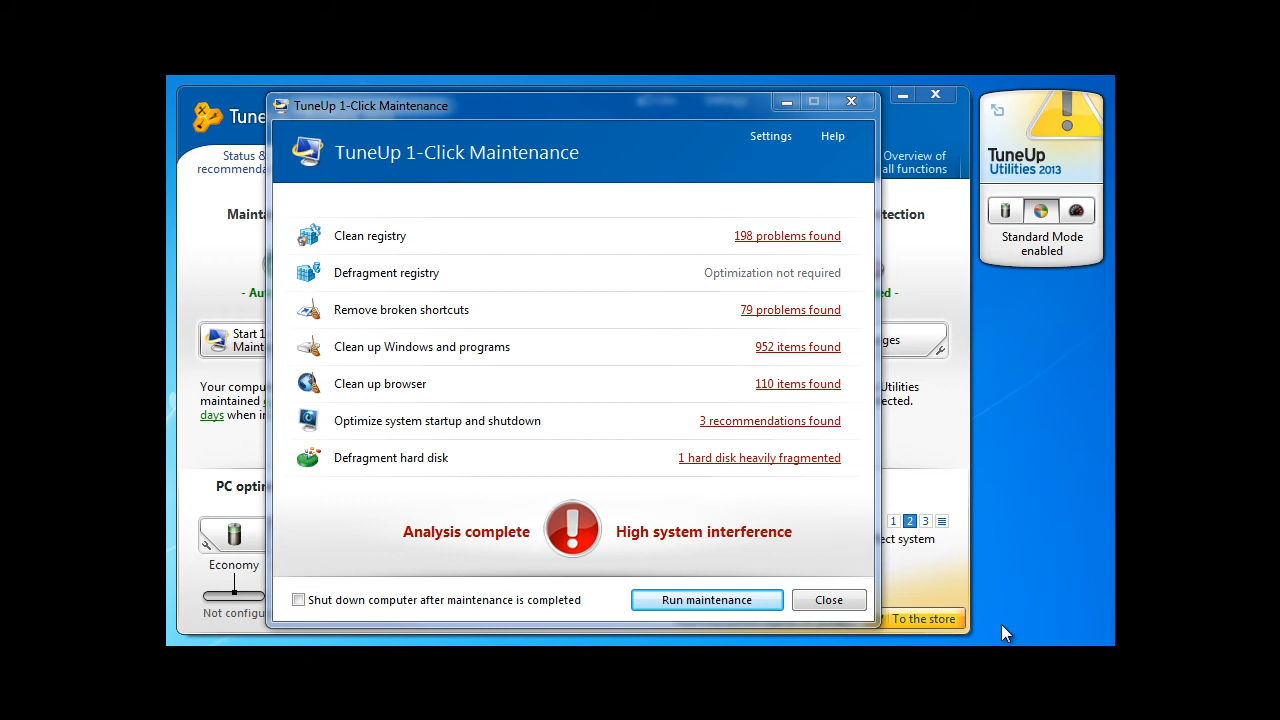 TuneUp 1-Click Maintenance
Tune
Status &
recommenda
Overview of
all functions
Settings
Help
TuneUp 1-Click Maintenance
TuneUp
Utilities 2013
Standard Mode
enabled
Mainta
tection
- Au
ed -
Start 1
Maint
ges
Your compu
maintained
days when i
Utilities
ected.
Clean registry
198 problems found
Defragment registry
Optimization not required
Remove broken shortcuts
79 problems found
Clean up Windows and programs
952 items found
Clean up browser
110 items found
Optimize system startup and shutdown
3 recommendations found
Defragment hard disk
1 hard disk heavily fragmented
PC optin
Economy
Not configu
1 2 3
ect system
Analysis complete
High system interference
Shut down computer after maintenance is completed
Run maintenance
Close
To the store